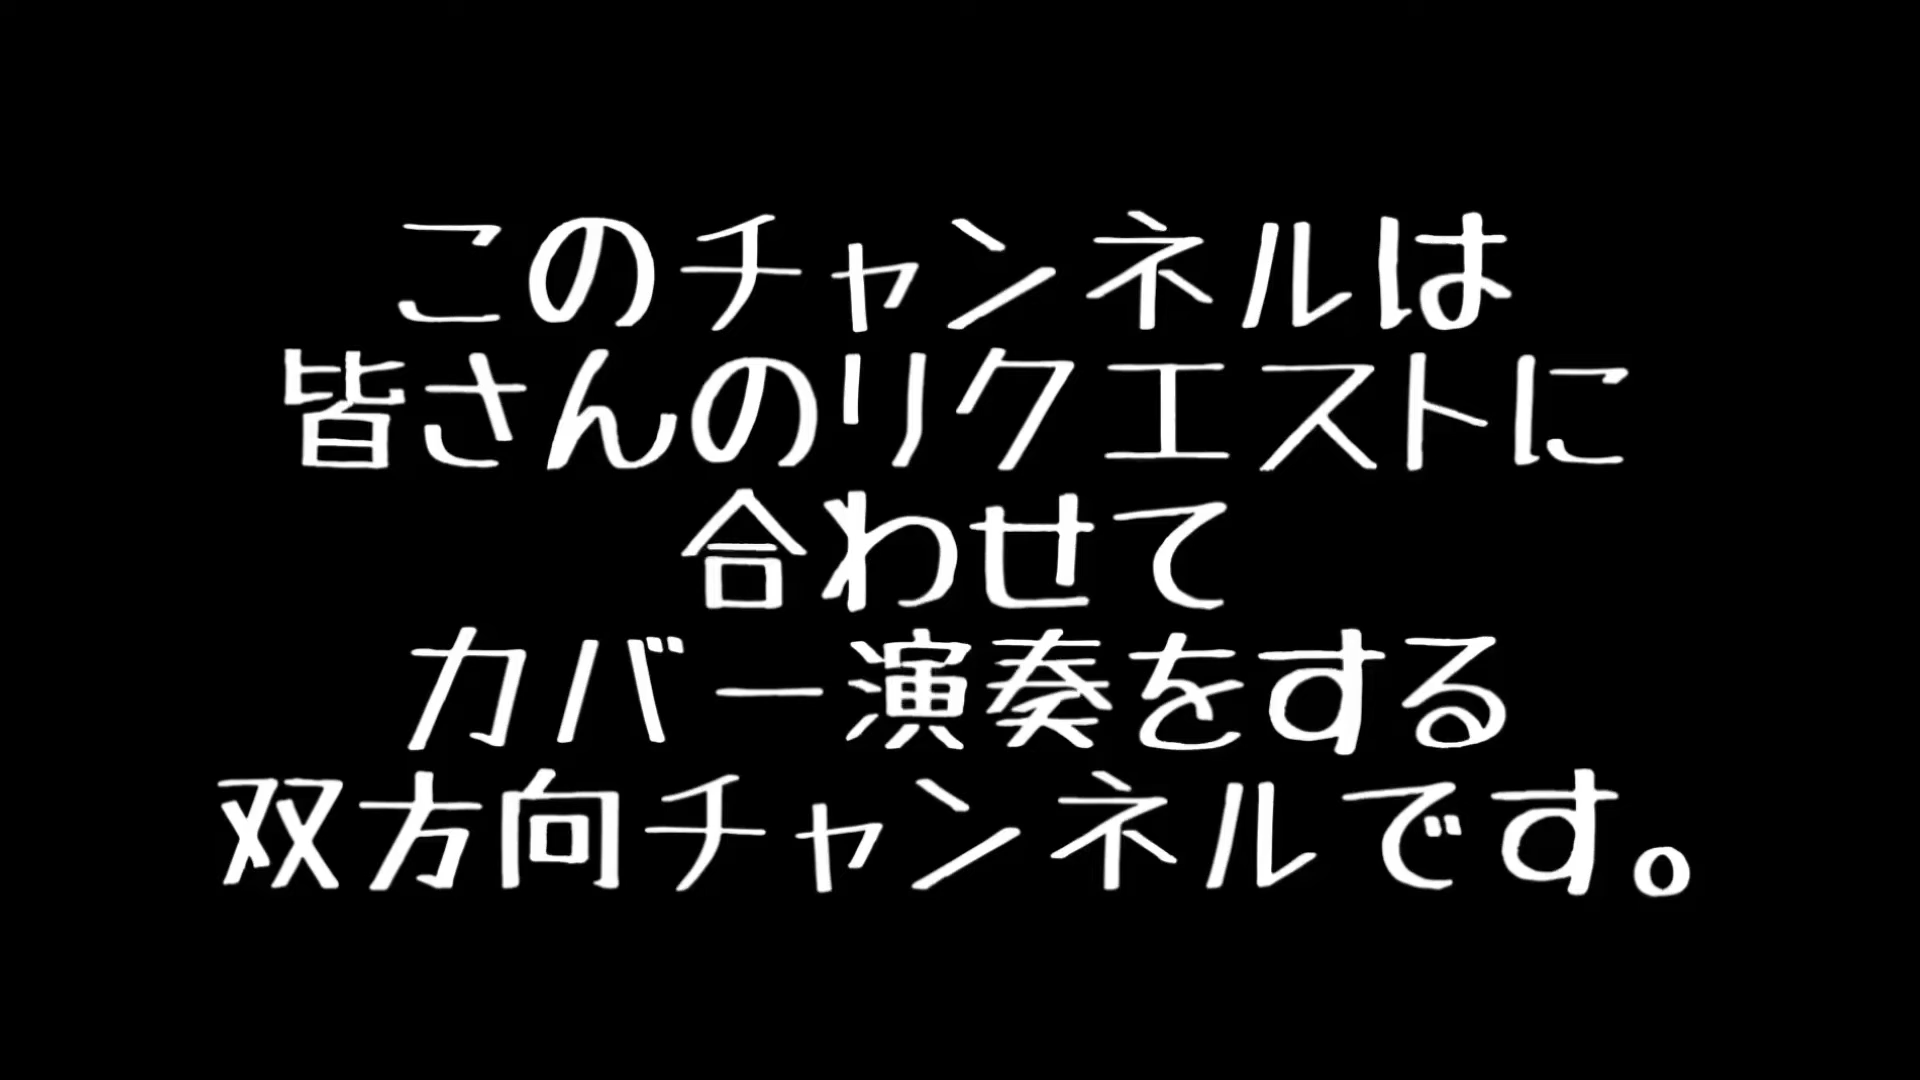 このチャンネルは
皆さんのリクエストに
合わせて
カバー演奏をする
双方向チャンネルです。